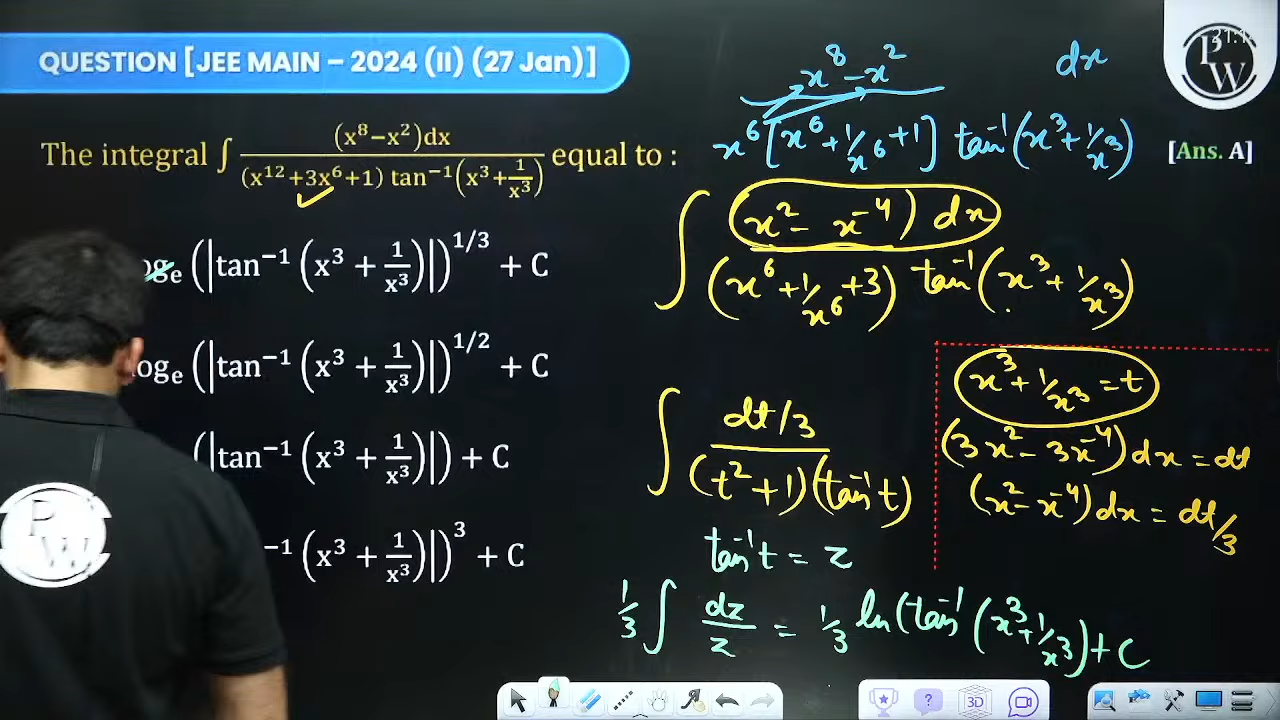 QUESTION [JEE MAIN – 2024 (II) (27 Jan)]
The integral ∫ (x⁸–x²)dx / (x¹²+3x⁶+1) tan⁻¹(x³+1/x³) equal to :
[Ans. A]
ogₑ (|tan⁻¹ (x³ + 1/x³)|)^1/3 + C
logₑ (|tan⁻¹ (x³ + 1/x³)|)^1/2 + C
(|tan⁻¹ (x³ + 1/x³)|) + C
⁻¹ (x³ + 1/x³)|)³ + C
x⁸ – x² dx
x⁶ [x⁶ + 1/x⁶ + 1] tan⁻¹ (x³ + 1/x³)
∫ (x² – x⁻⁴) dx
(x⁶ + 1/x⁶ + 3) tan⁻¹ (x³ + 1/x³)
x³ + 1/x³ = t
(3x² – 3x⁻⁴) dx = dt
(x² – x⁻⁴) dx = dt/3
∫ dt/3
(t² + 1) (tan⁻¹ t)
tan⁻¹ t = z
1/3 ∫ dz/z = 1/3 ln (tan⁻¹ (x³ + 1/x³) + C
PW
PW
3D